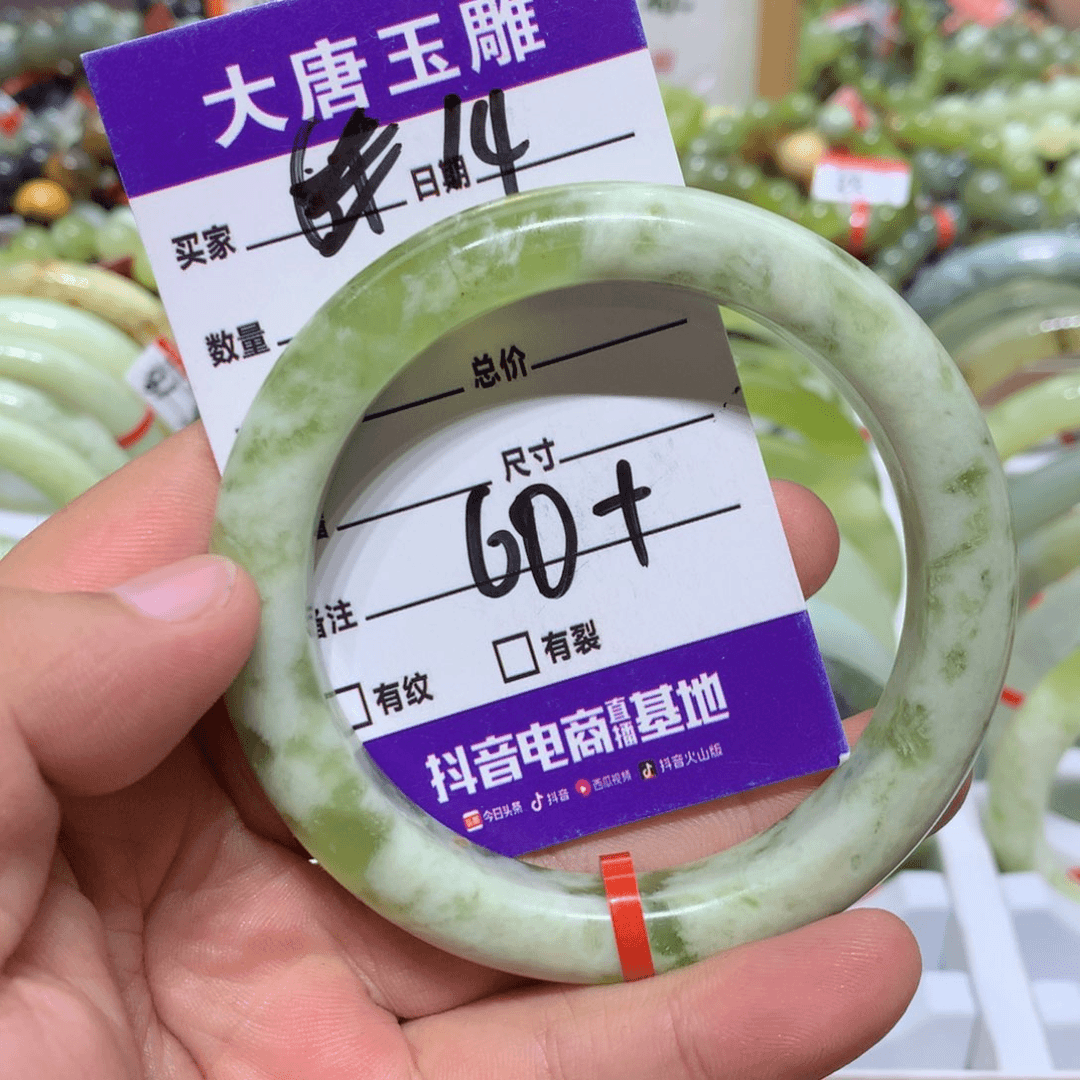 大唐玉雕
买家 日期 14
数量
总价
尺寸
60+
备注
有纹 有裂
抖音电商直播基地
今日头条 抖音 西瓜视频 抖音火山版